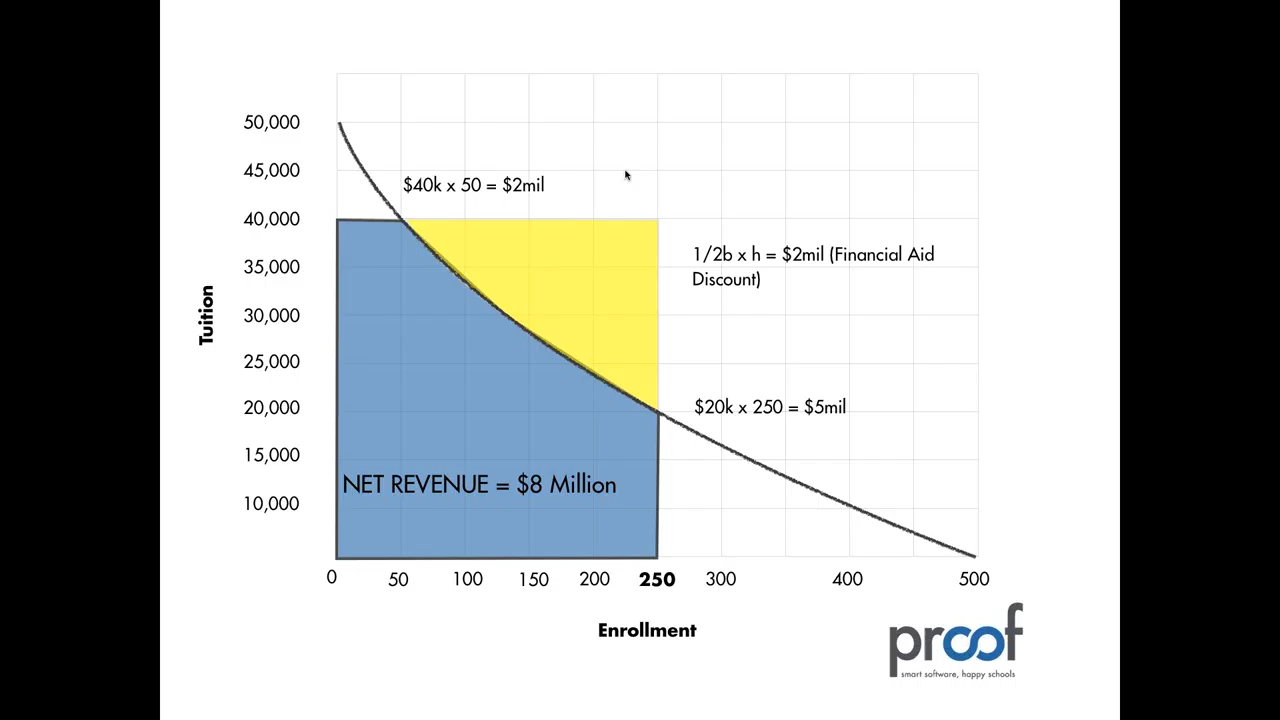 50,000
45,000
$40k x 50 = $2mil
40,000
1/2b x h = $2mil (Financial Aid
Discount)
35,000
Tuition
30,000
25,000
20,000
$20k x 250 = $5mil
15,000
NET REVENUE = $8 Million
10,000
0 50 100 150 200 250 300 400 500
Enrollment
proof
smart software, happy schools